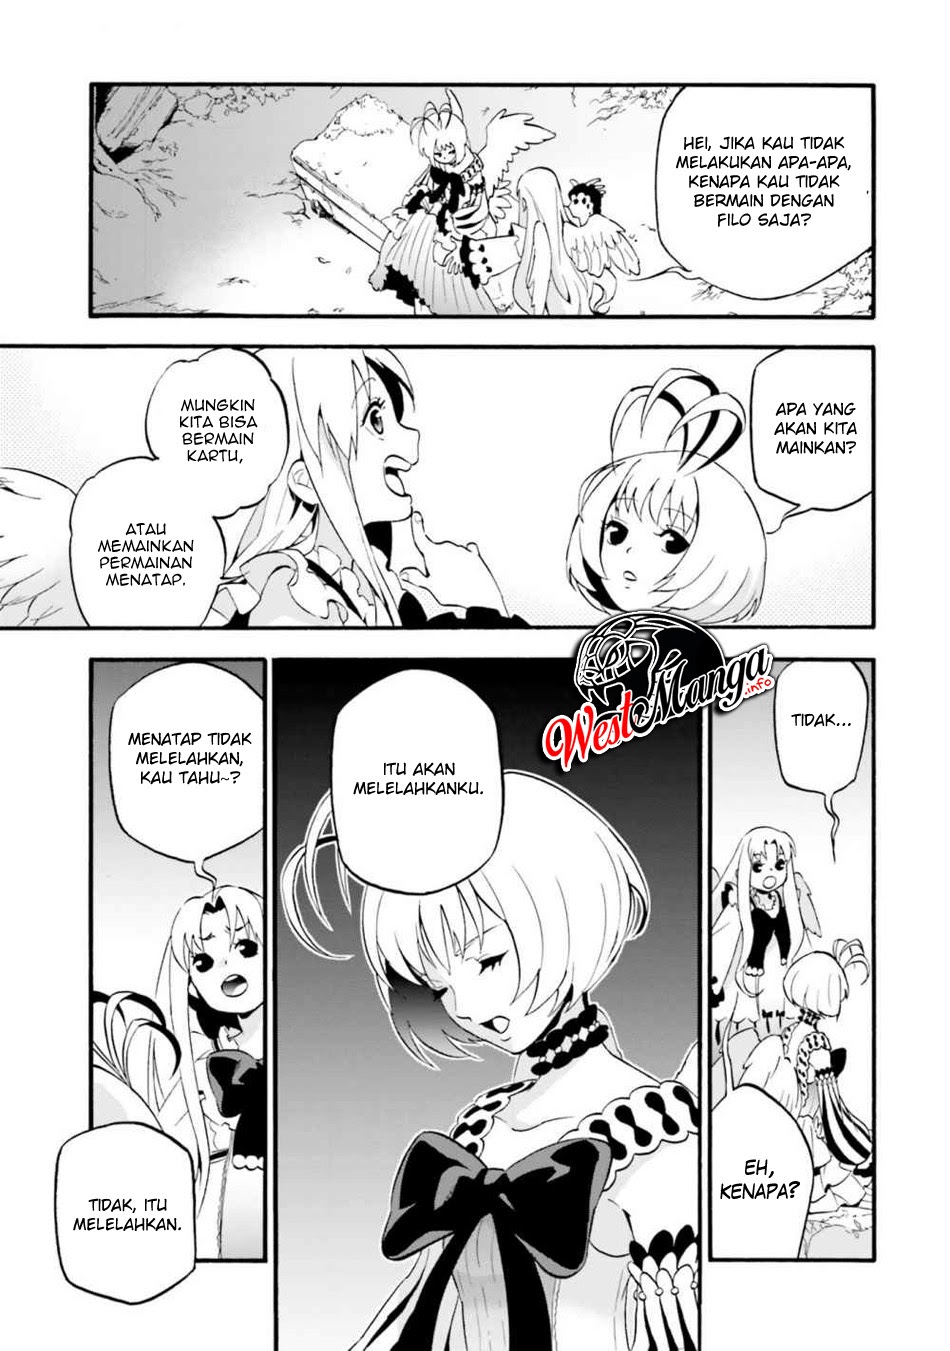 HEI, JIKA KAU TIDAK
MELAKUKAN APA-APA,
KENAPA KAU TIDAK
BERMAIN DENGAN
FILO SAJA?
APA YANG
AKAN KITA
MAINKAN?
MUNGKIN
KITA BISA
BERMAIN
KARTU,
ATAU
MEMAINKAN
PERMAINAN
MENATAP.
WestManga
.info
TIDAK...
EH,
KENAPA?
ITU AKAN
MELELAHKANKU.
MENATAP TIDAK
MELELAHKAN,
KAU TAHU~?
TIDAK, ITU
MELELAHKAN.